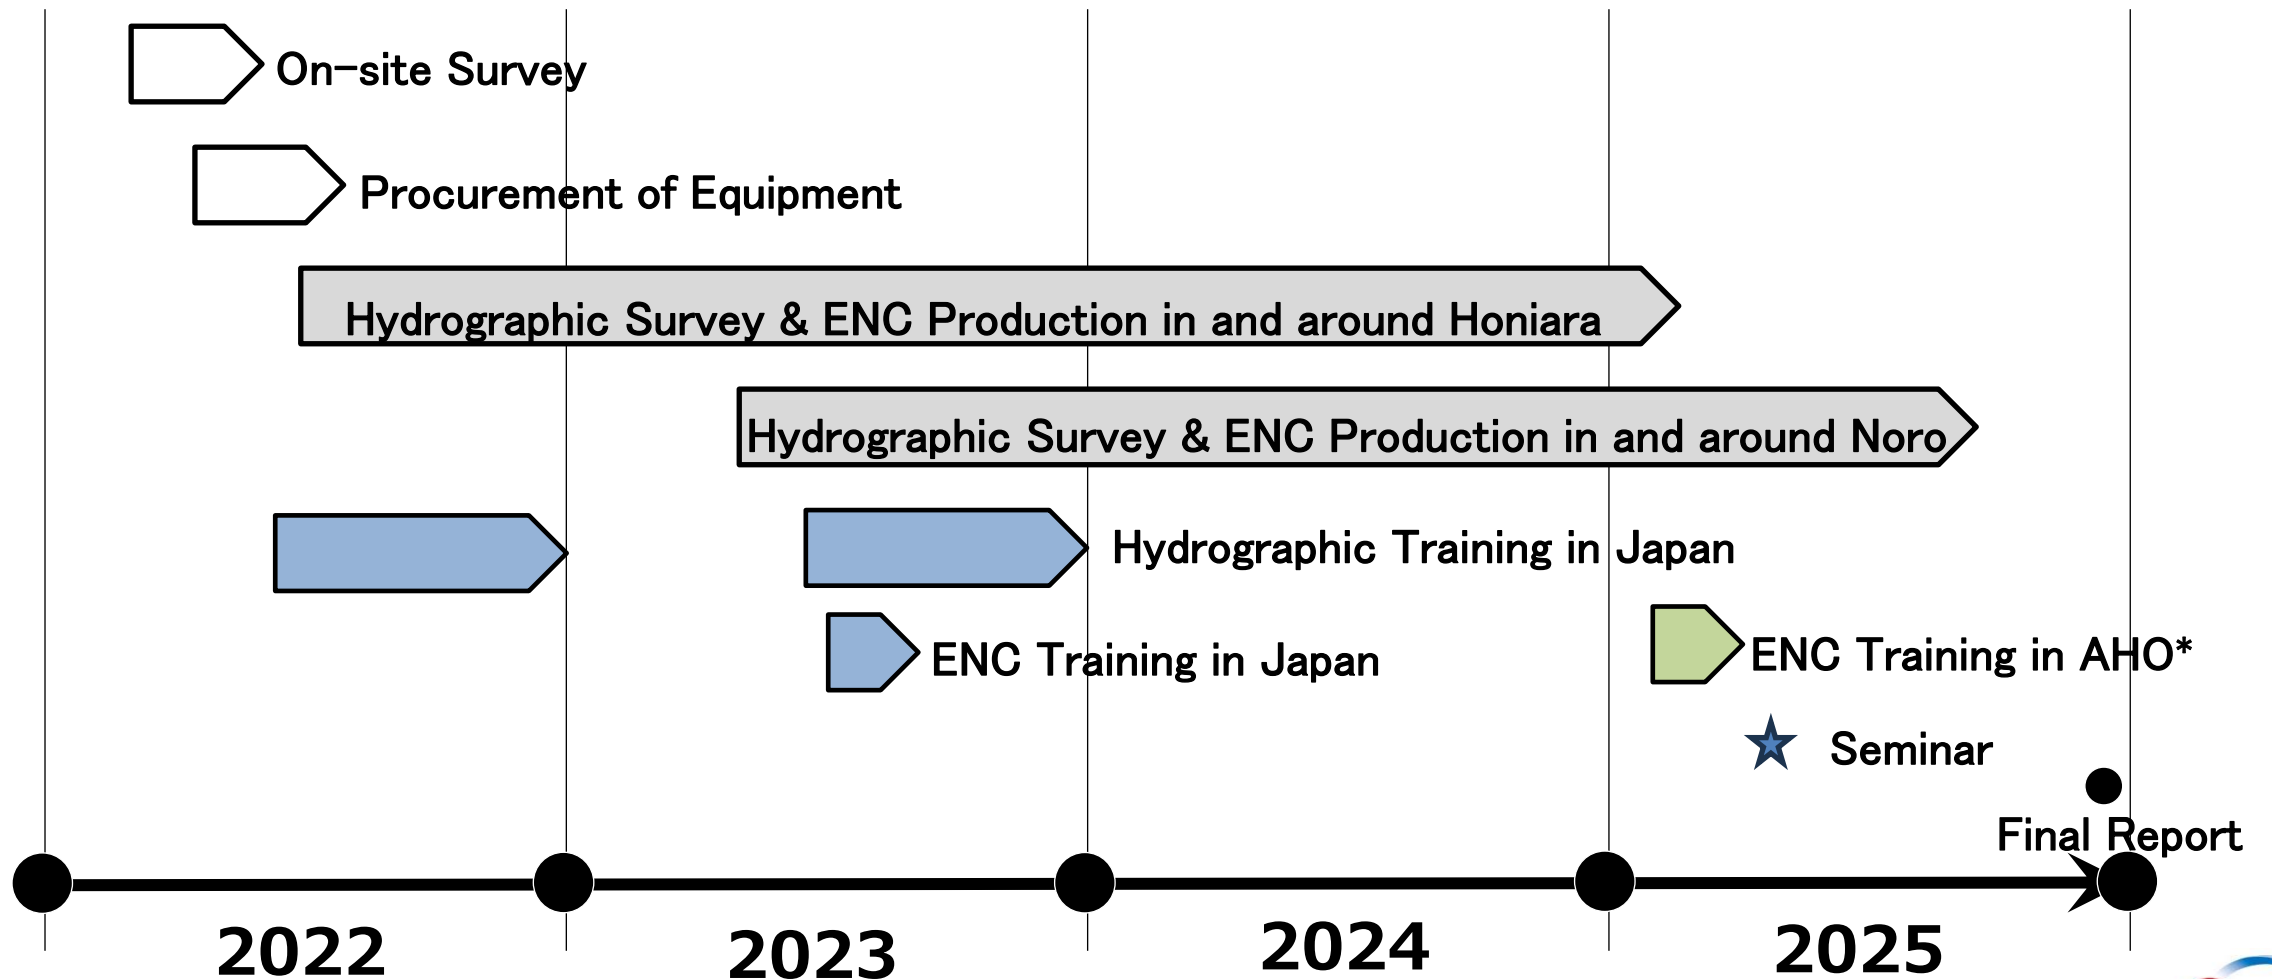 On-site Survey
Procurement of Equipment
Hydrographic Survey & ENC Production in and around Honiara
Hydrographic Survey & ENC Production in and around Noro
Hydrographic Training in Japan
ENC Training in Japan
ENC Training in AHO*
Seminar
Final Report
2022
2023
2024
2025